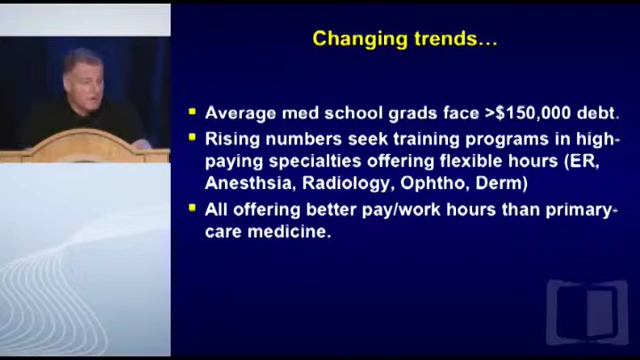 Changing trends...
Average med school grads face >$150,000 debt.
Rising numbers seek training programs in high-
paying specialties offering flexible hours (ER,
Anesthsia, Radiology, Ophtho, Derm)
All offering better pay/work hours than primary-
care medicine.